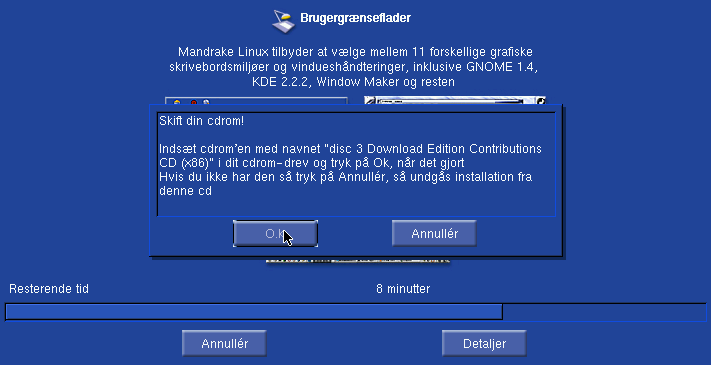 Brugergrænseflader
Mandrake Linux tilbyder at vælge mellem 11 forskellige grafiske
skrivebordsmiljøer og vindueshåndteringer, inklusive GNOME 1.4,
KDE 2.2.2, Window Maker og resten
Skift din cdrom!
Indsæt cdrom'en med navnet "disc 3 Download Edition Contributions
CD (x86)" i dit cdrom-drev og tryk på Ok, når det gjort
Hvis du ikke har den så tryk på Annullér, så undgås installation fra
denne cd
Annullér
Resterende tid
8 minutter
Annullér
Detaljer